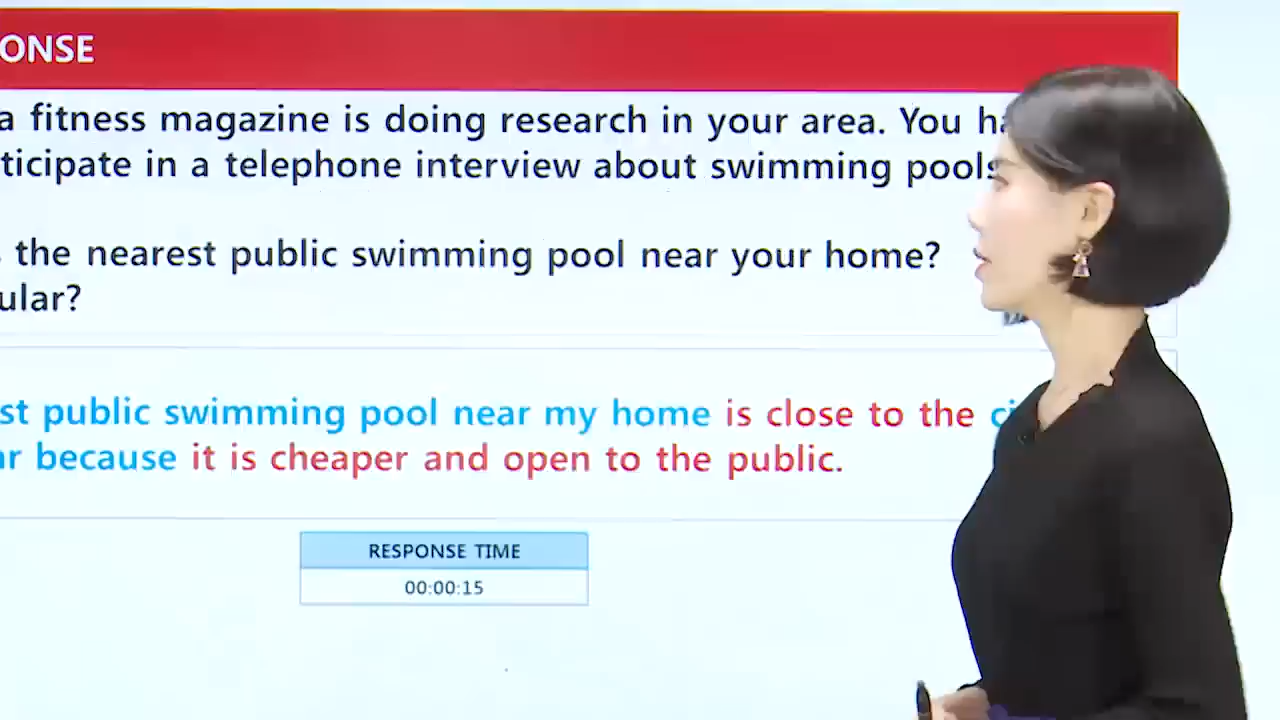 ONSE
a fitness magazine is doing research in your area. You ha
ticipate in a telephone interview about swimming pools
the nearest public swimming pool near your home?
ular?
st public swimming pool near my home is close to the ci
ar because it is cheaper and open to the public.
RESPONSE TIME
00:00:15